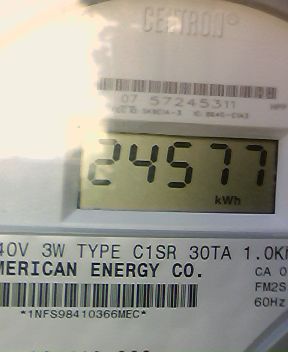 CENTRON®
07 57245311
24577
kWh
40V 3W TYPE C1SR 30TA 1.0K
MERICAN ENERGY CO.
CA 0
FM2S
60Hz
*1NFS98410366MEC*